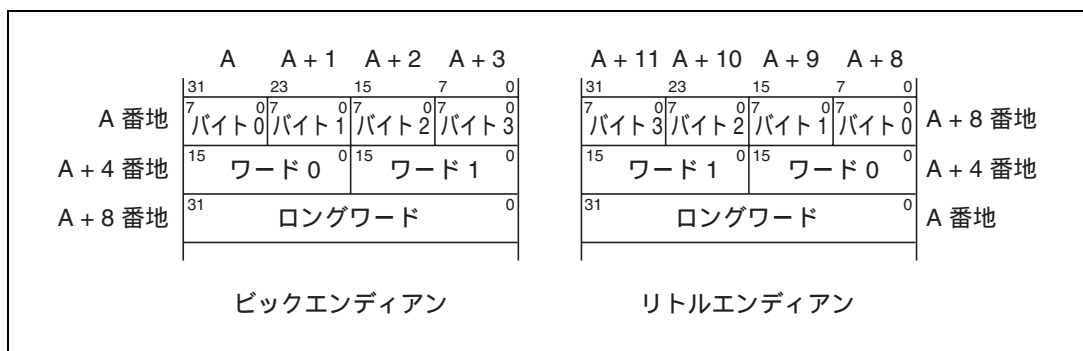 A A + 1 A + 2 A + 3 A + 11 A + 10 A + 9 A + 8
31 23 15 7 0 31 23 15 7 0
7 0 7 0 7 0 7 0 7 0 7 0 7 0 7 0
A 番地 バイト 0 バイト 1 バイト 2 バイト 3 バイト 3 バイト 2 バイト 1 バイト 0 A + 8 番地
15 0 15 0 15 0 15 0
A + 4 番地 ワード 0 ワード 1 ワード 1 ワード 0 A + 4 番地
31 0 31 0
A + 8 番地 ロングワード ロングワード A 番地
ビックエンディアン リトルエンディアン